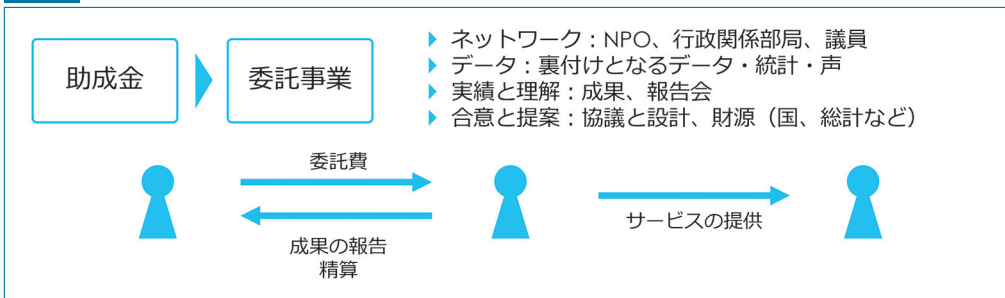 助成金
委託事業
ネットワーク：NPO、行政関係部局、議員
データ：裏付けとなるデータ・統計・声
実績と理解：成果、報告会
合意と提案：協議と設計、財源（国、総計など）
委託費
成果の報告
精算
サービスの提供